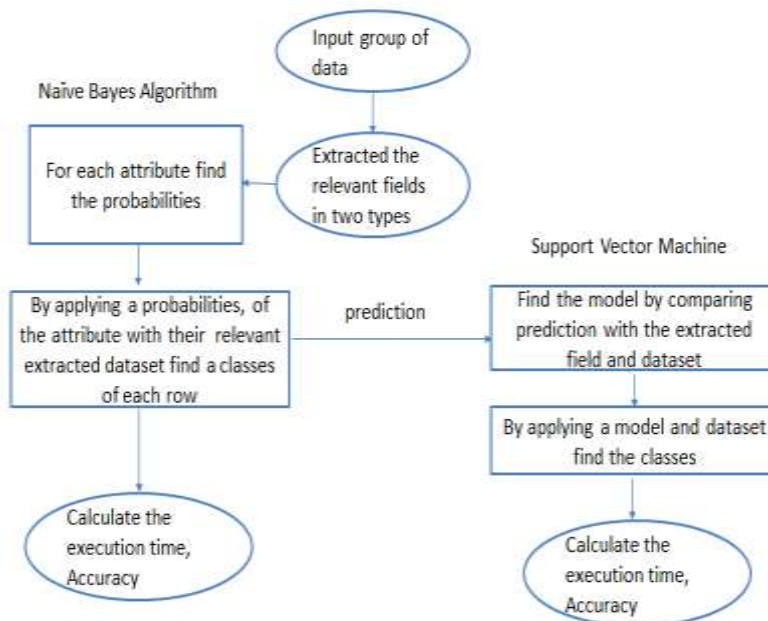 Input group of
data
Naive Bayes Algorithm
For each attribute find
the probabilities
Extracted the
relevant fields
in two types
Support Vector Machine
By applying a probabilities, of
the attribute with their relevant
extracted dataset find a classes
of each row
prediction
Find the model by comparing
prediction with the extracted
field and dataset
By applying a model and dataset
find the classes
Calculate the
execution time,
Accuracy
Calculate the
execution time,
Accuracy